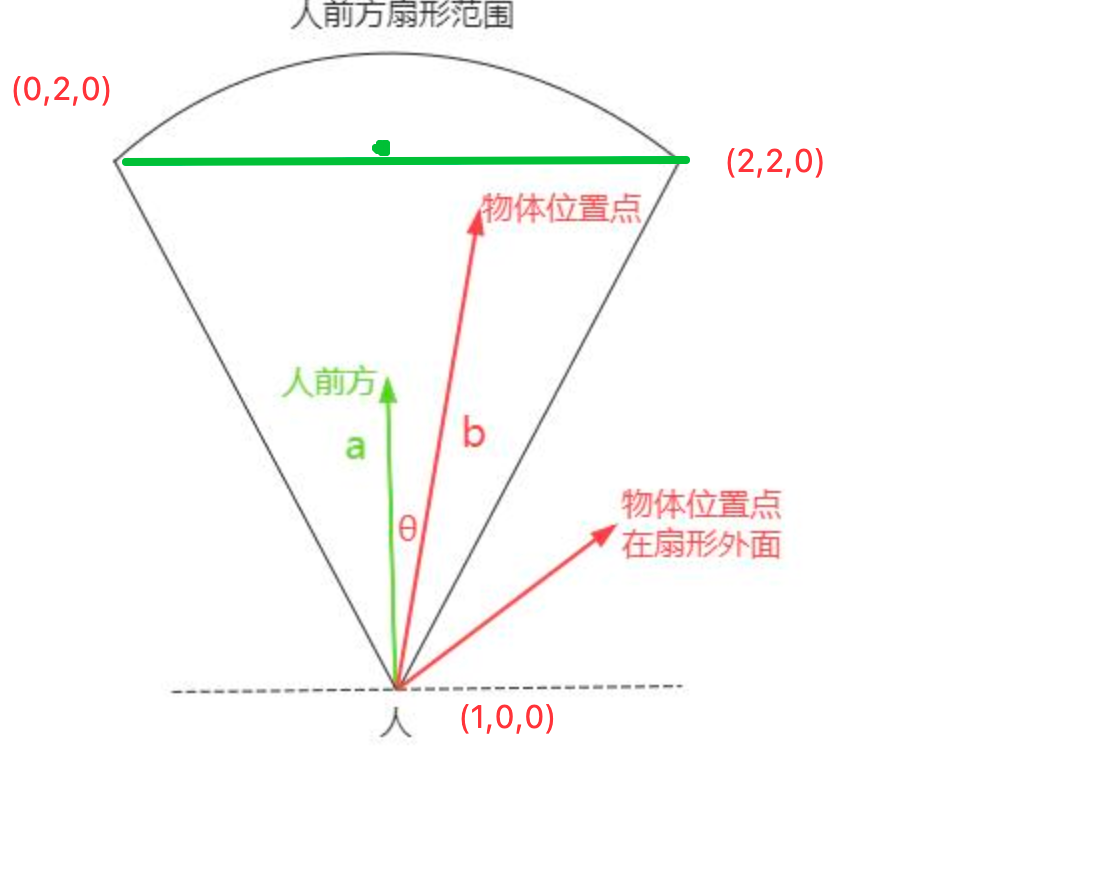 人前方扇形范围
(0,2,0)
(2,2,0)
物体位置点
人前方
a
b
θ
物体位置点
在扇形外面
人
(1,0,0)